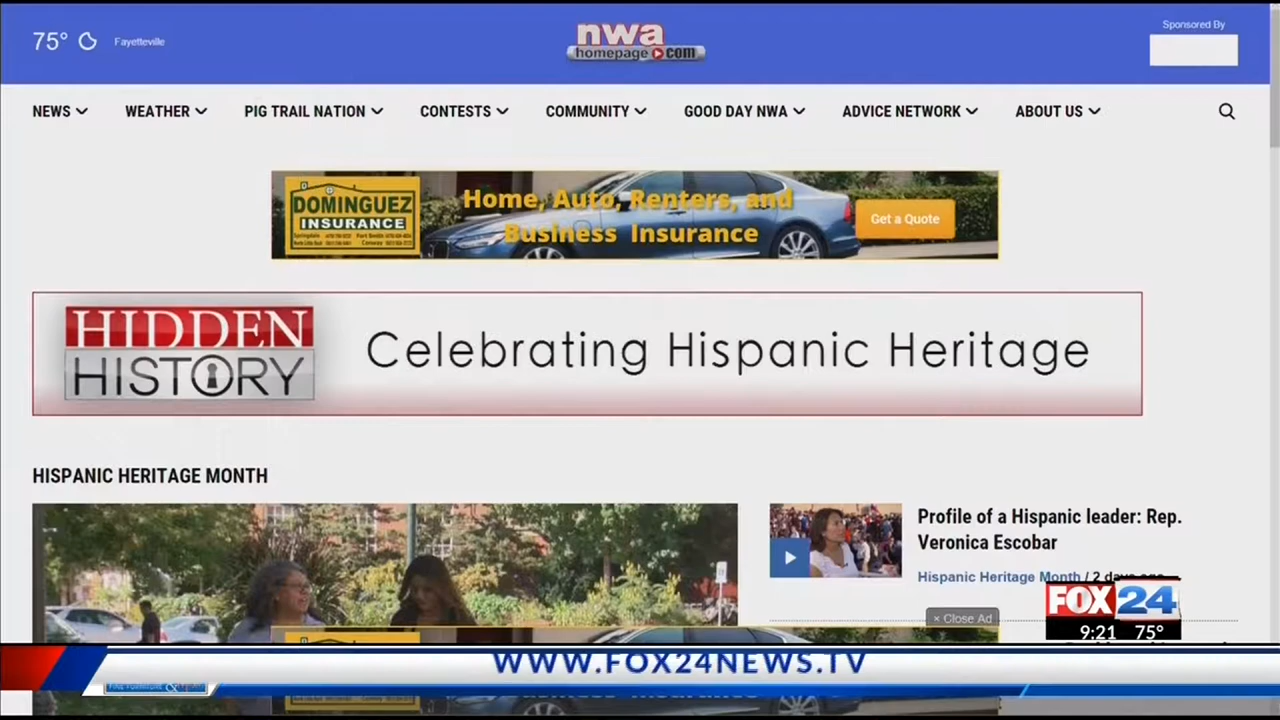 75° Fayetteville
nwa
homepage.com
Sponsored By
NEWS
WEATHER
PIG TRAIL NATION
CONTESTS
COMMUNITY
GOOD DAY NWA
ADVICE NETWORK
ABOUT US
DOMINGUEZ
INSURANCE
Home, Auto, Renters, and
Business Insurance
Get a Quote
HIDDEN
HISTORY
Celebrating Hispanic Heritage
HISPANIC HERITAGE MONTH
Profile of a Hispanic leader: Rep.
Veronica Escobar
Hispanic Heritage Month / 2 days ago
× Close Ad
FOX 24
9:21 75°
WWW.FOX24NEWS.TV